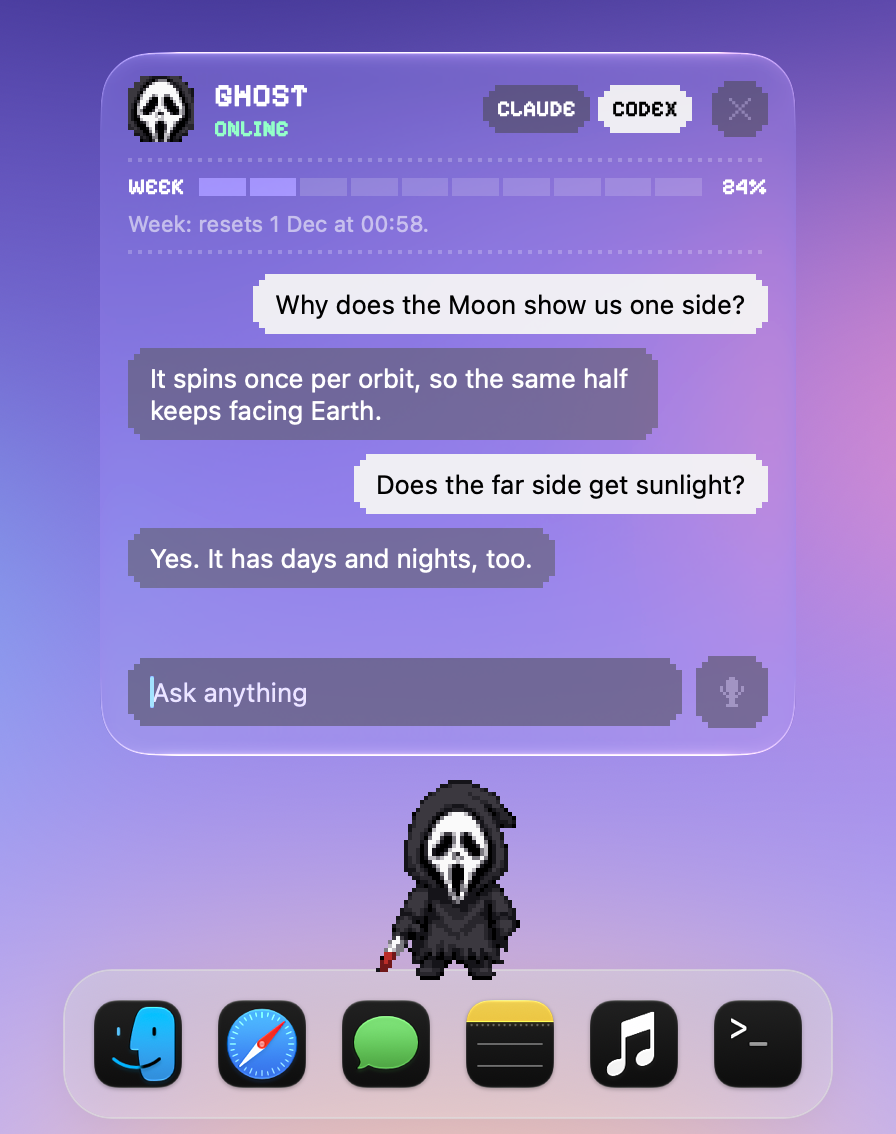 GHOST
ONLINE
CLAUDE
CODEX
WEEK
24%
Week: resets 1 Dec at 00:58.
Why does the Moon show us one side?
It spins once per orbit, so the same half
keeps facing Earth.
Does the far side get sunlight?
Yes. It has days and nights, too.
Ask anything
>_